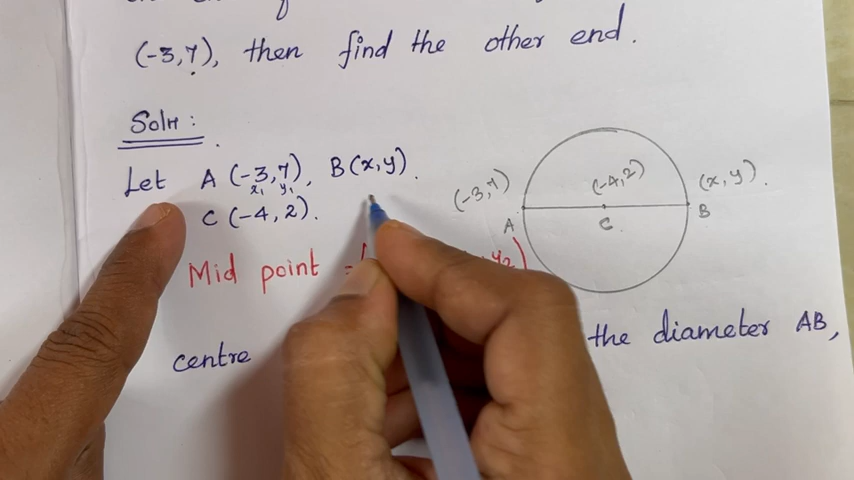 (-3,7), then find the other end.
Soln:
Let A (-3,7), B(x,y).
x₁ y₁
C (-4,2).
(-3,7)
(-4,2)
(x,y).
A
C
B
Mid point =
y₂)
centre
the diameter AB,